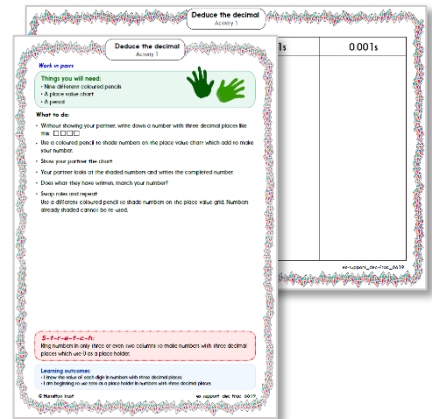 Deduce the decimal
Activity 1
0.001s
Deduce the decimal
Activity 1
Work in pairs
Things you will need:
• Nine different coloured pencils
• A place value chart
• A pencil
What to do:
• Without showing your partner, write down a number with three decimal places like
this
• Use a coloured pencil to shade numbers on the place value chart which add to make
your number.
• Show your partner the chart.
• Your partner looks at the shaded numbers and writes the completed number.
• Does what they have written, match your number?
• Swap roles and repeat.
Use a different coloured pencil to shade numbers on the place value grid. Numbers
already shaded cannot be re used.
S-t-r-e-t-c-h:
Ring numbers in only three or even two columns to make numbers with three decimal
places which use 0 as a place holder.
Learning outcomes:
- I know the value of each digit in numbers with three decimal places.
- I am beginning to use zero as a place holder in numbers with three decimal places.
© Hamilton Trust